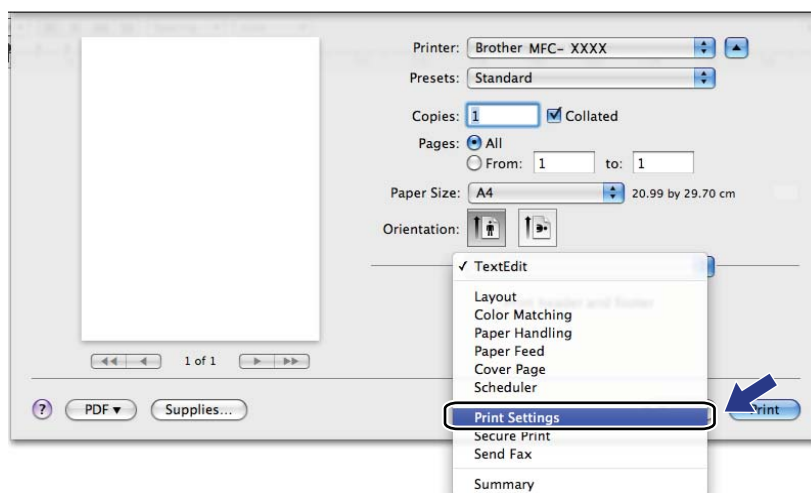 Printer: Brother MFC- XXXX
Presets: Standard
Copies: 1 Collated
Pages: All
From: 1 to: 1
Paper Size: A4 20.99 by 29.70 cm
Orientation:
TextEdit
Layout
Color Matching
Paper Handling
Paper Feed
Cover Page
Scheduler
Print Settings
Secure Print
Send Fax
Summary
1 of 1
? PDF Supplies... Print